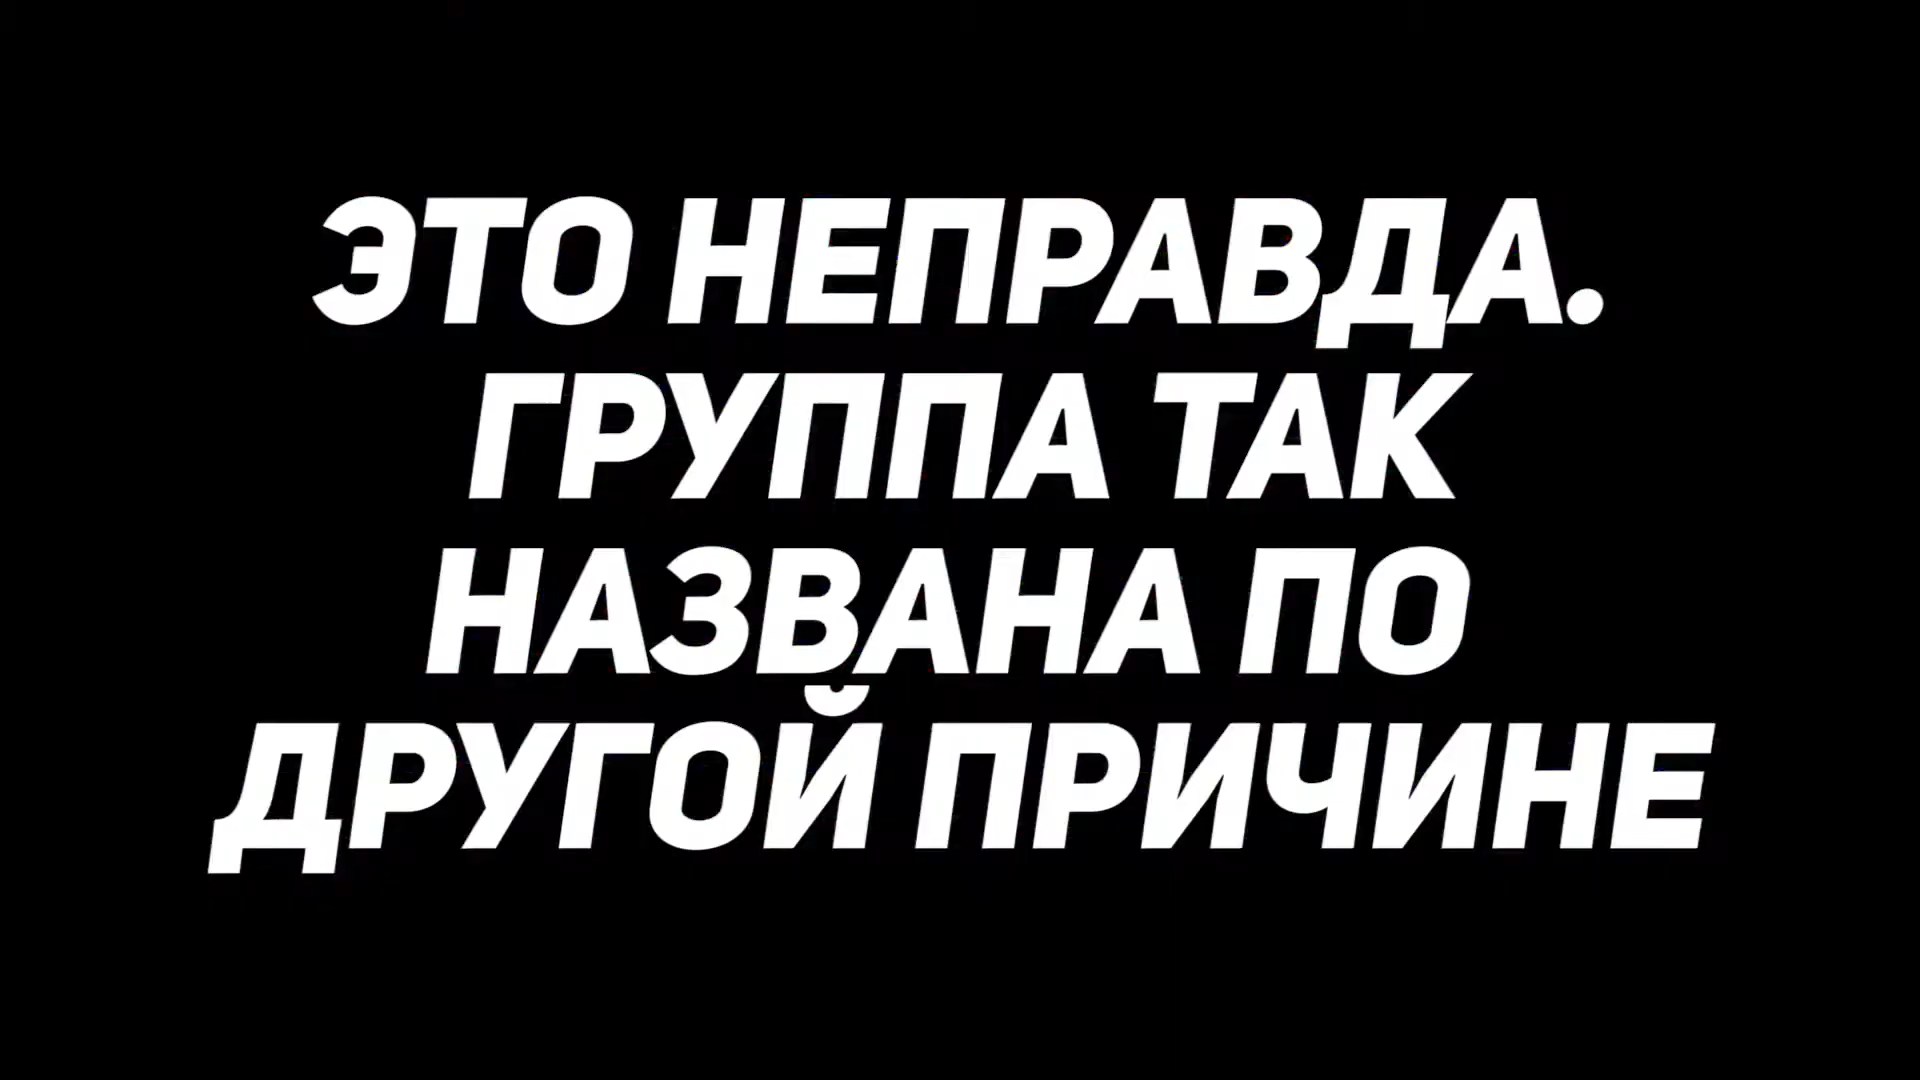 ЭТО НЕПРАВДА.
ГРУППА ТАК
НАЗВАНА ПО
ДРУГОЙ ПРИЧИНЕ